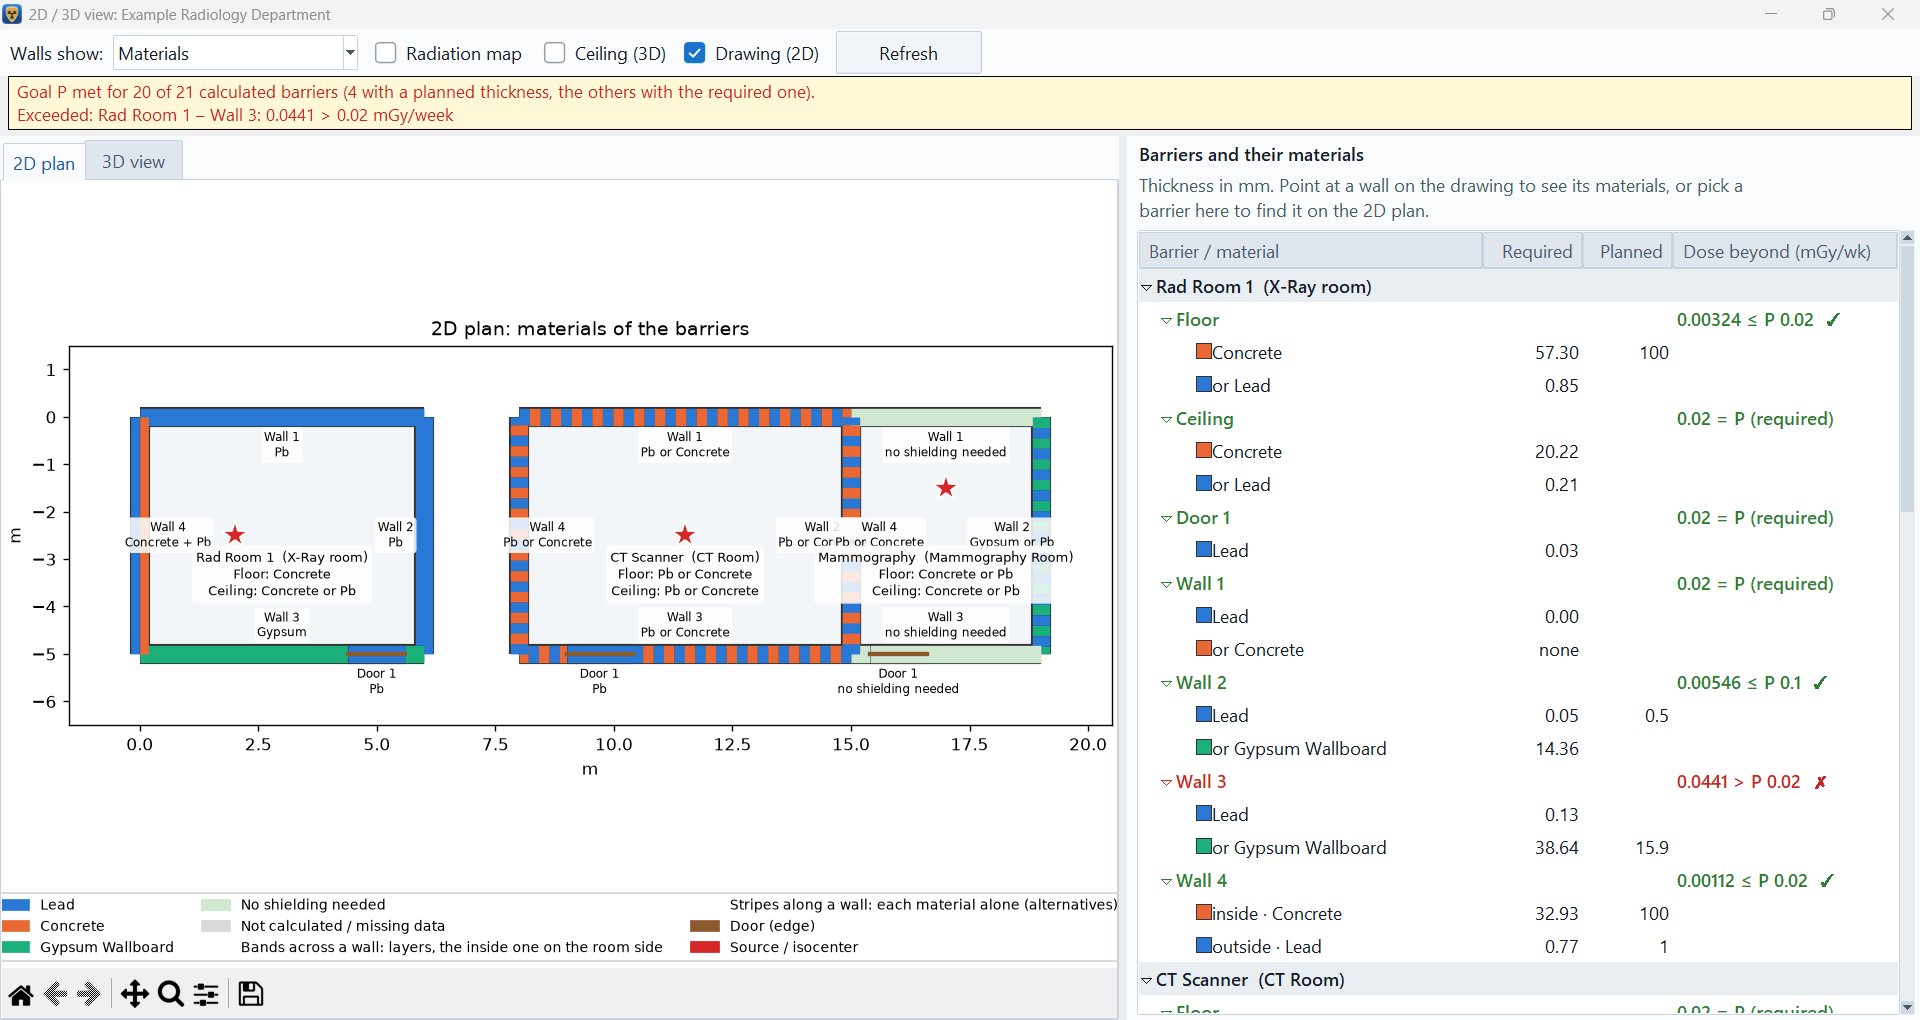 2D / 3D view: Example Radiology Department
Walls show: Materials Radiation map Ceiling (3D) Drawing (2D) Refresh
Goal P met for 20 of 21 calculated barriers (4 with a planned thickness, the others with the required one).
Exceeded: Rad Room 1 – Wall 3: 0.0441 > 0.02 mGy/week
2D plan 3D view
2D plan: materials of the barriers
1
0
−1
−2
−3
−4
−5
−6
m
0.0 2.5 5.0 7.5 10.0 12.5 15.0 17.5 20.0
m
Wall 1
Pb
Wall 4
Concrete + Pb
Wall 2
Pb
Rad Room 1 (X-Ray room)
Floor: Concrete
Ceiling: Concrete or Pb
Wall 3
Gypsum
Door 1
Pb
Wall 1
Pb or Concrete
Wall 4
Pb or Concrete
Wall 2
Pb or Con
CT Scanner (CT Room)
Floor: Pb or Concrete
Ceiling: Pb or Concrete
Wall 3
Pb or Concrete
Door 1
Pb
Wall 1
no shielding needed
Wall 4
Pb or Concrete
Wall 2
Gypsum or Pb
Mammography (Mammography Room)
Floor: Concrete or Pb
Ceiling: Concrete or Pb
Wall 3
no shielding needed
Door 1
no shielding needed
Lead
Concrete
Gypsum Wallboard
No shielding needed
Not calculated / missing data
Bands across a wall: layers, the inside one on the room side
Stripes along a wall: each material alone (alternatives)
Door (edge)
Source / isocenter
Barriers and their materials
Thickness in mm. Point at a wall on the drawing to see its materials, or pick a
barrier here to find it on the 2D plan.
Barrier / material Required Planned Dose beyond (mGy/wk)
Rad Room 1 (X-Ray room)
Floor 0.00324 ≤ P 0.02 ✓
Concrete 57.30 100
or Lead 0.85
Ceiling 0.02 = P (required)
Concrete 20.22
or Lead 0.21
Door 1 0.02 = P (required)
Lead 0.03
Wall 1 0.02 = P (required)
Lead 0.00
or Concrete none
Wall 2 0.00546 ≤ P 0.1 ✓
Lead 0.05 0.5
or Gypsum Wallboard 14.36
Wall 3 0.0441 > P 0.02 ✗
Lead 0.13
or Gypsum Wallboard 38.64 15.9
Wall 4 0.00112 ≤ P 0.02 ✓
inside · Concrete 32.93 100
outside · Lead 0.77 1
CT Scanner (CT Room)
Floor 0.02 = P (required)